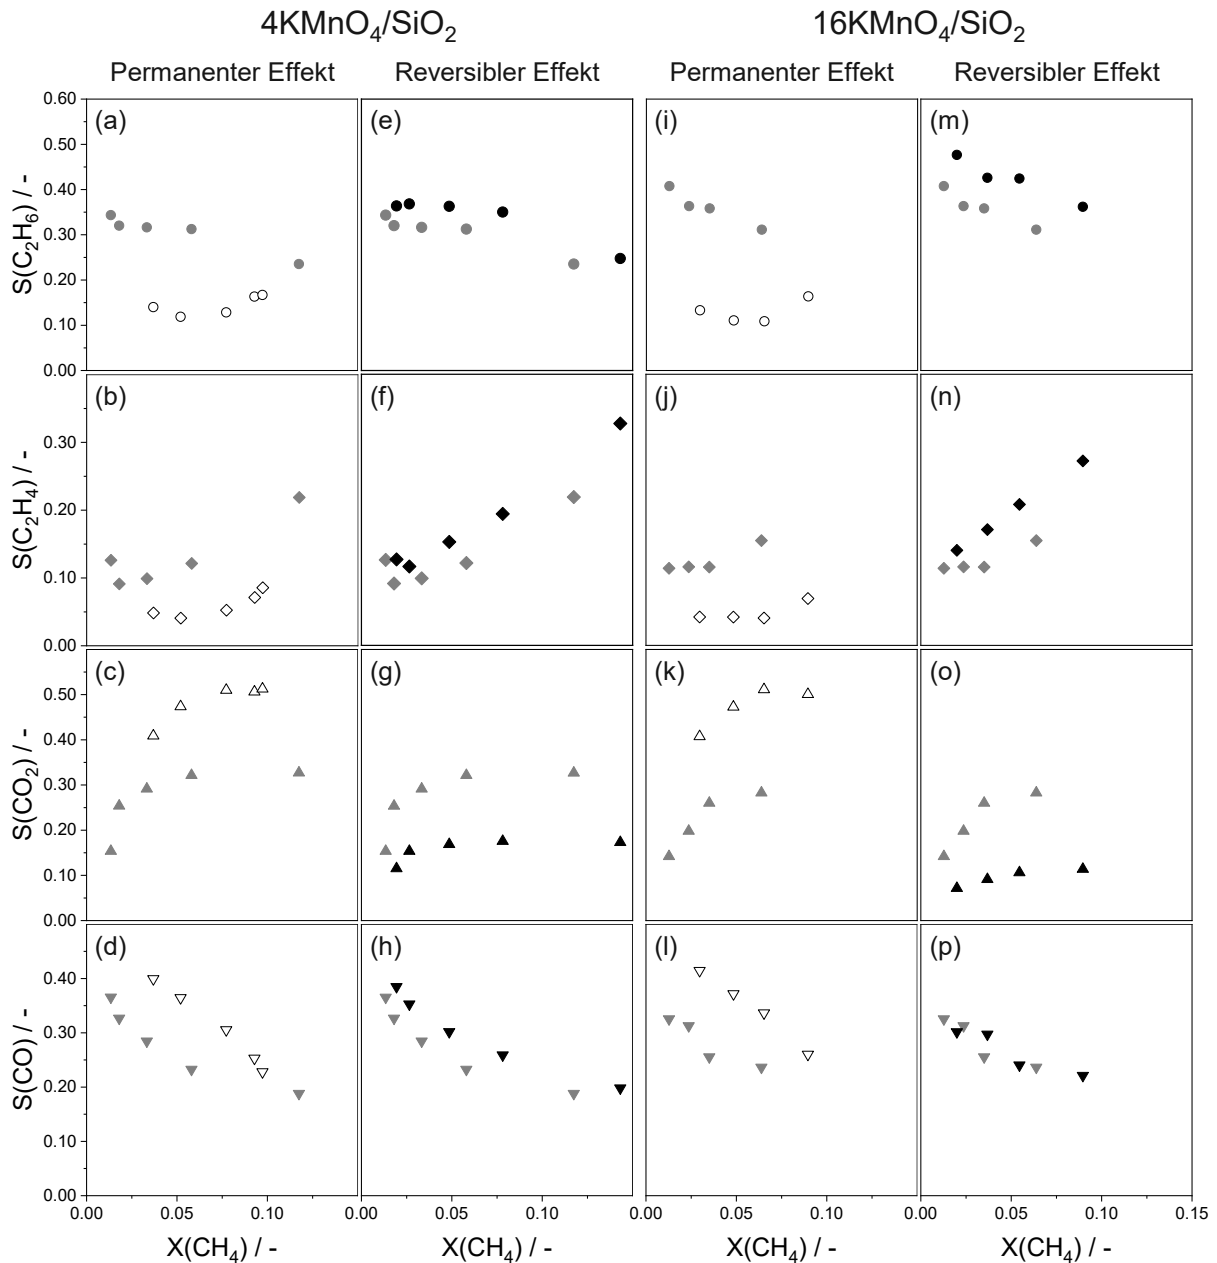 4KMnO₄/SiO₂ 16KMnO₄/SiO₂
Permanenter Effekt Reversibler Effekt Permanenter Effekt Reversibler Effekt
0.60
(a) (e) (i) (m)
0.50
0.40
S(C₂H₆) / -
0.30
0.20
0.10
0.00
(b) (f) (j) (n)
0.30
S(C₂H₄) / -
0.20
0.10
0.00
(c) (g) (k) (o)
0.50
0.40
S(CO₂) / -
0.30
0.20
0.10
0.00
(d) (h) (l) (p)
0.40
0.30
S(CO) / -
0.20
0.10
0.00
0.00 0.05 0.10 0.00 0.05 0.10 0.00 0.05 0.10 0.00 0.05 0.10 0.15
X(CH₄) / - X(CH₄) / - X(CH₄) / - X(CH₄) / -